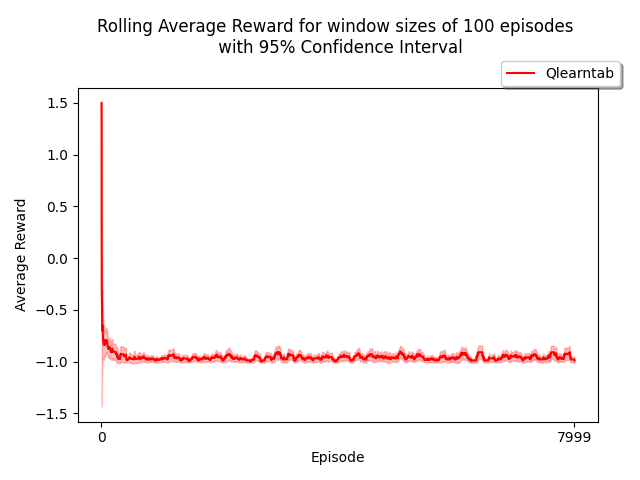 Rolling Average Reward for window sizes of 100 episodes
with 95% Confidence Interval
Qlearntab
1.5
1.0
0.5
0.0
−0.5
−1.0
−1.5
Average Reward
0
7999
Episode